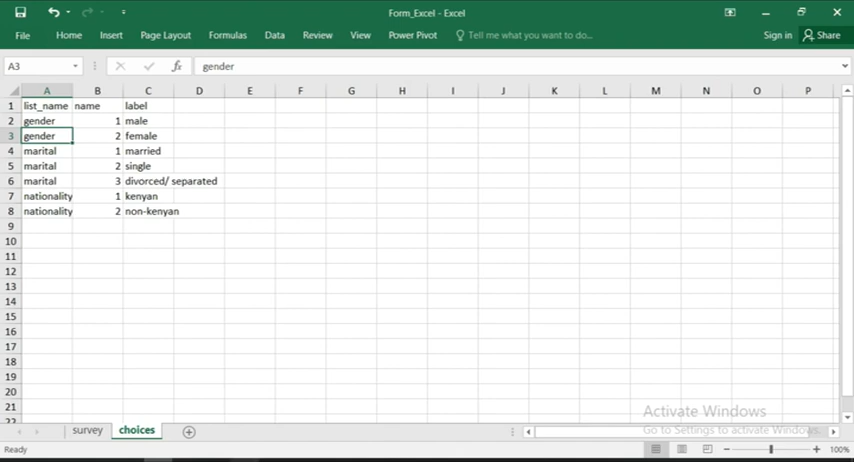 Form_Excel - Excel
File Home Insert Page Layout Formulas Data Review View Power Pivot Tell me what you want to do... Sign in Share
A3 fx gender
A B C D E F G H I J K L M N O P
1 list_name name label
2 gender 1 male
3 gender 2 female
4 marital 1 married
5 marital 2 single
6 marital 3 divorced/ separated
7 nationality 1 kenyan
8 nationality 2 non-kenyan
9
10
11
12
13
14
15
16
17
18
19
20
21
22
Activate Windows
Go to Settings to activate Windows.
survey choices
Ready 100%